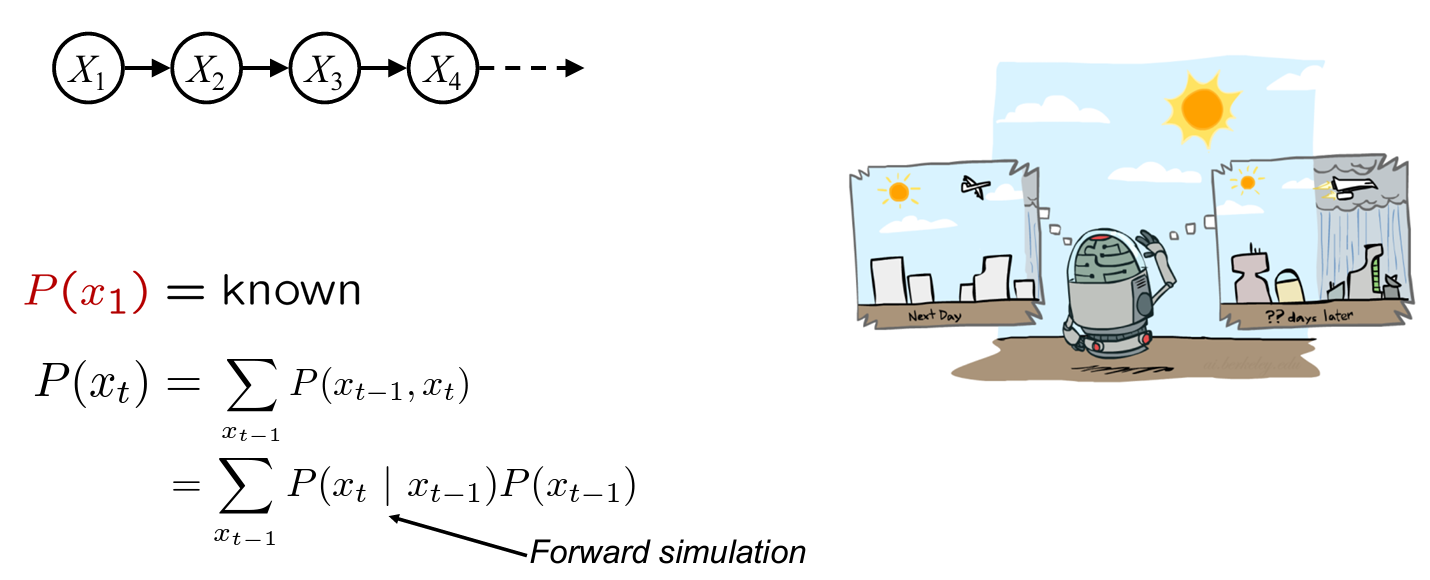 X₁ X₂ X₃ X₄
P(x₁) = known
P(xₜ) = ∑ P(xₜ₋₁, xₜ)
xₜ₋₁
= ∑ P(xₜ | xₜ₋₁)P(xₜ₋₁)
xₜ₋₁
Forward simulation
Next Day
?? days later